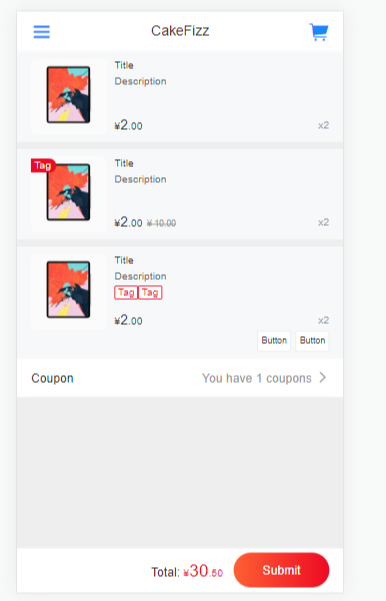 CakeFizz
Title
Description
¥2.00 x2
Tag
Title
Description
¥2.00 ¥ 10.00 x2
Title
Description
Tag Tag
¥2.00 x2
Button Button
Coupon You have 1 coupons
Total: ¥30.50 Submit